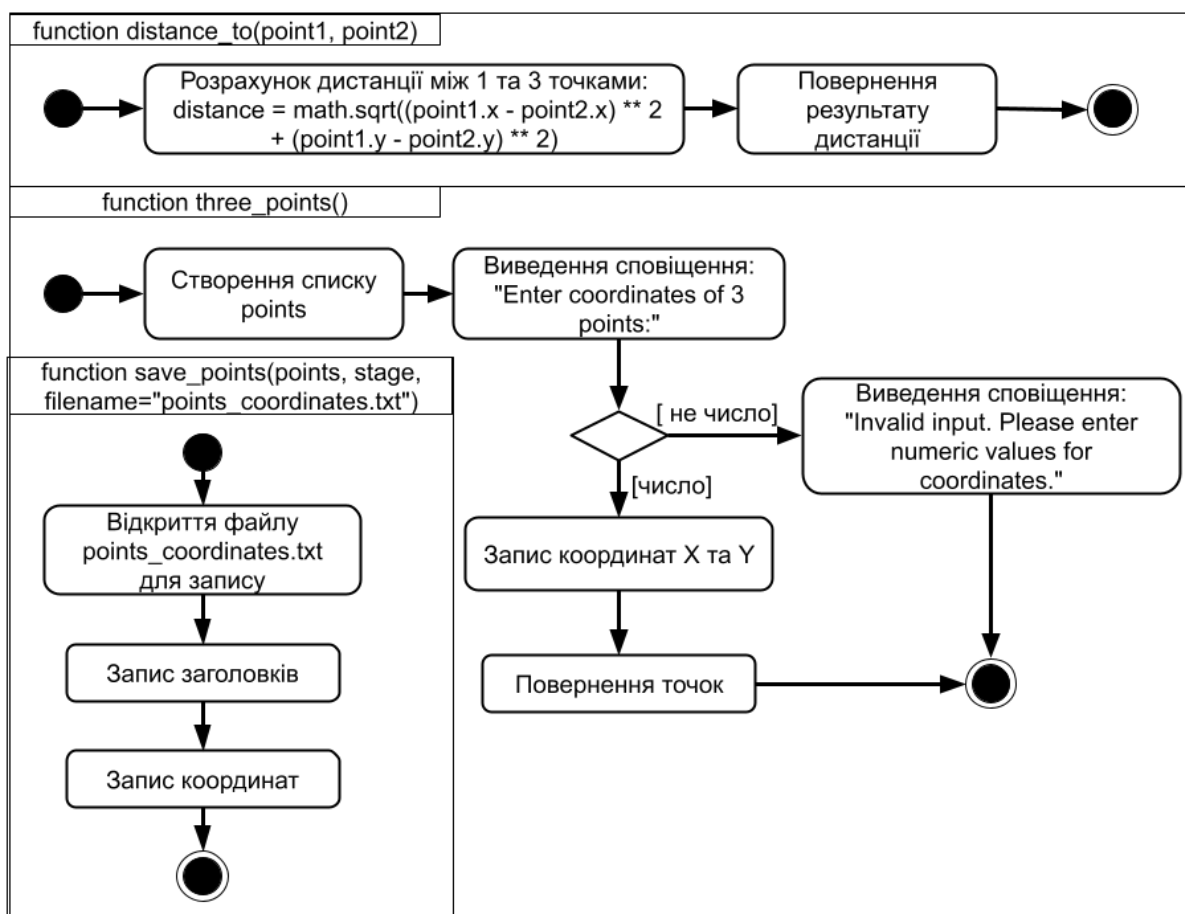 function distance_to(point1, point2)
Розрахунок дистанції між 1 та 3 точками:
distance = math.sqrt((point1.x - point2.x) ** 2
+ (point1.y - point2.y) ** 2)
Повернення
результату
дистанції
function three_points()
Створення списку
points
Виведення сповіщення:
"Enter coordinates of 3
points:"
[ не число]
Виведення сповіщення:
"Invalid input. Please enter
numeric values for
coordinates."
[число]
Запис координат X та Y
Повернення точок
function save_points(points, stage,
filename="points_coordinates.txt")
Відкриття файлу
points_coordinates.txt
для запису
Запис заголовків
Запис координат